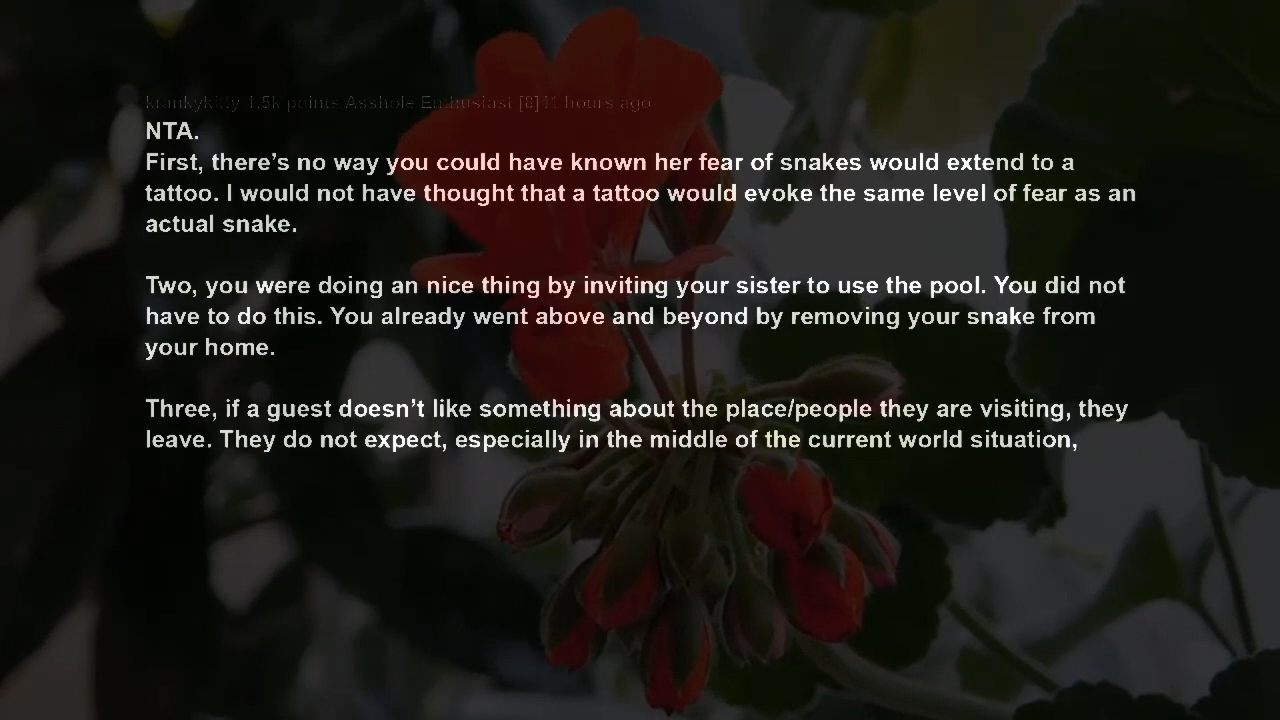 krankykitty 1.5k points Asshole Enthusiast [8]11 hours ago
NTA.
First, there's no way you could have known her fear of snakes would extend to a
tattoo. I would not have thought that a tattoo would evoke the same level of fear as an
actual snake.
Two, you were doing an nice thing by inviting your sister to use the pool. You did not
have to do this. You already went above and beyond by removing your snake from
your home.
Three, if a guest doesn't like something about the place/people they are visiting, they
leave. They do not expect, especially in the middle of the current world situation,